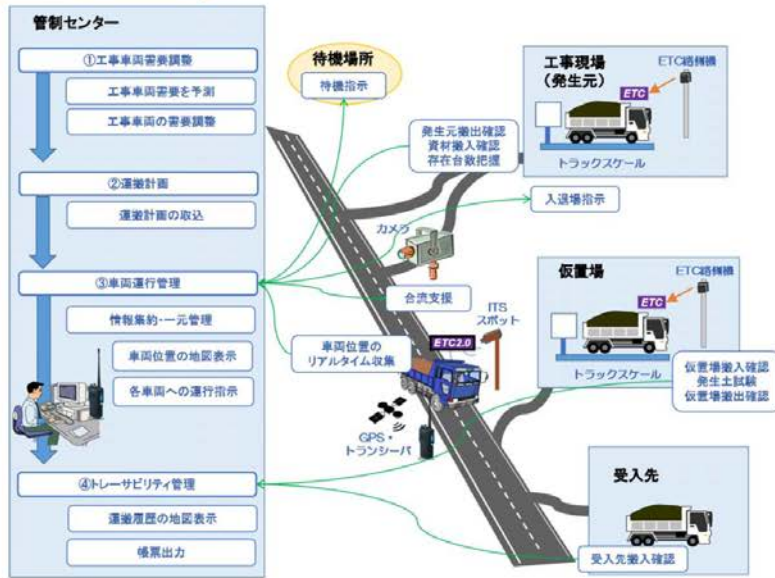 管制センター
①工事車両需要調整
工事車両需要を予測
工事車両の需要調整
②運搬計画
運搬計画の取込
③車両運行管理
情報集約・一元管理
車両位置の地図表示
各車両への運行指示
④トレーサビリティ管理
運搬履歴の地図表示
帳票出力
待機場所
待機指示
発生元搬出確認
資材搬入確認
存在台数把握
工事現場
(発生元)
ETC路側機
ETC
トラックスケール
入退場指示
カメラ
合流支援
車両位置の
リアルタイム収集
ITS
スポット
ETC2.0
GPS・
トランシーバ
仮置場
ETC路側機
ETC
トラックスケール
仮置場搬入確認
発生土試験
仮置場搬出確認
受入先
受入先搬入確認